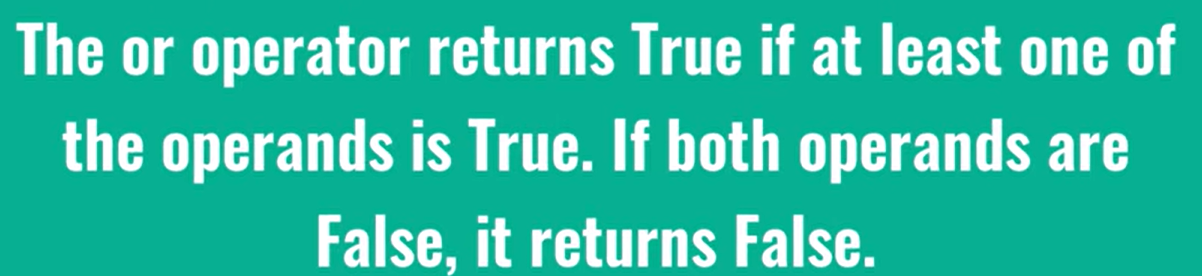 The or operator returns True if at least one of
the operands is True. If both operands are
False, it returns False.